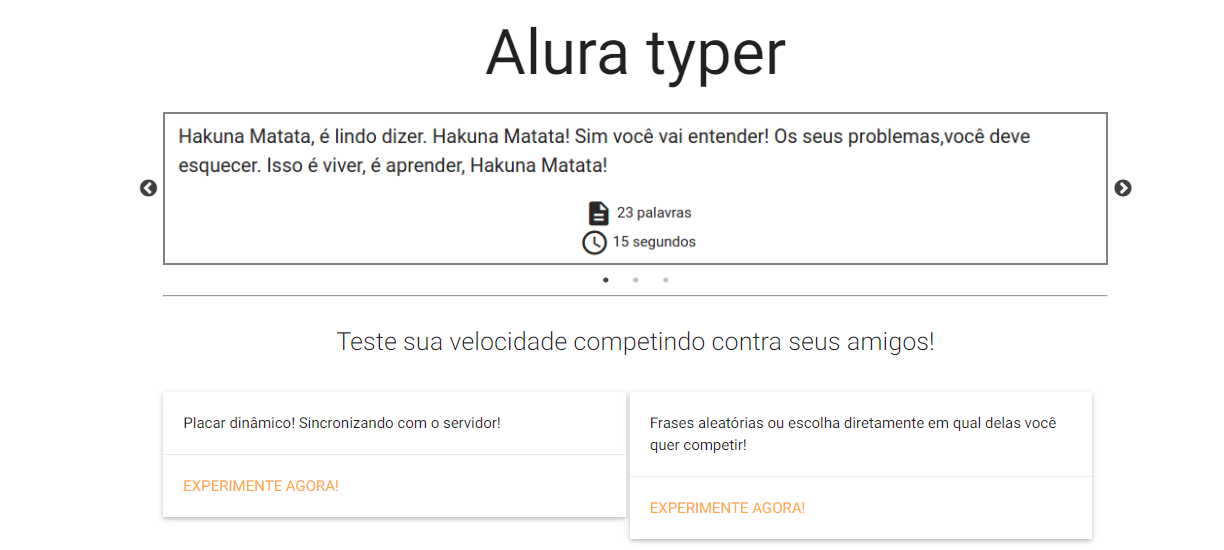 Alura typer
Hakuna Matata, é lindo dizer. Hakuna Matata! Sim você vai entender! Os seus problemas,você deve
esquecer. Isso é viver, é aprender, Hakuna Matata!
23 palavras
15 segundos
Teste sua velocidade competindo contra seus amigos!
Placar dinâmico! Sincronizando com o servidor!
EXPERIMENTE AGORA!
Frases aleatórias ou escolha diretamente em qual delas você
quer competir!
EXPERIMENTE AGORA!